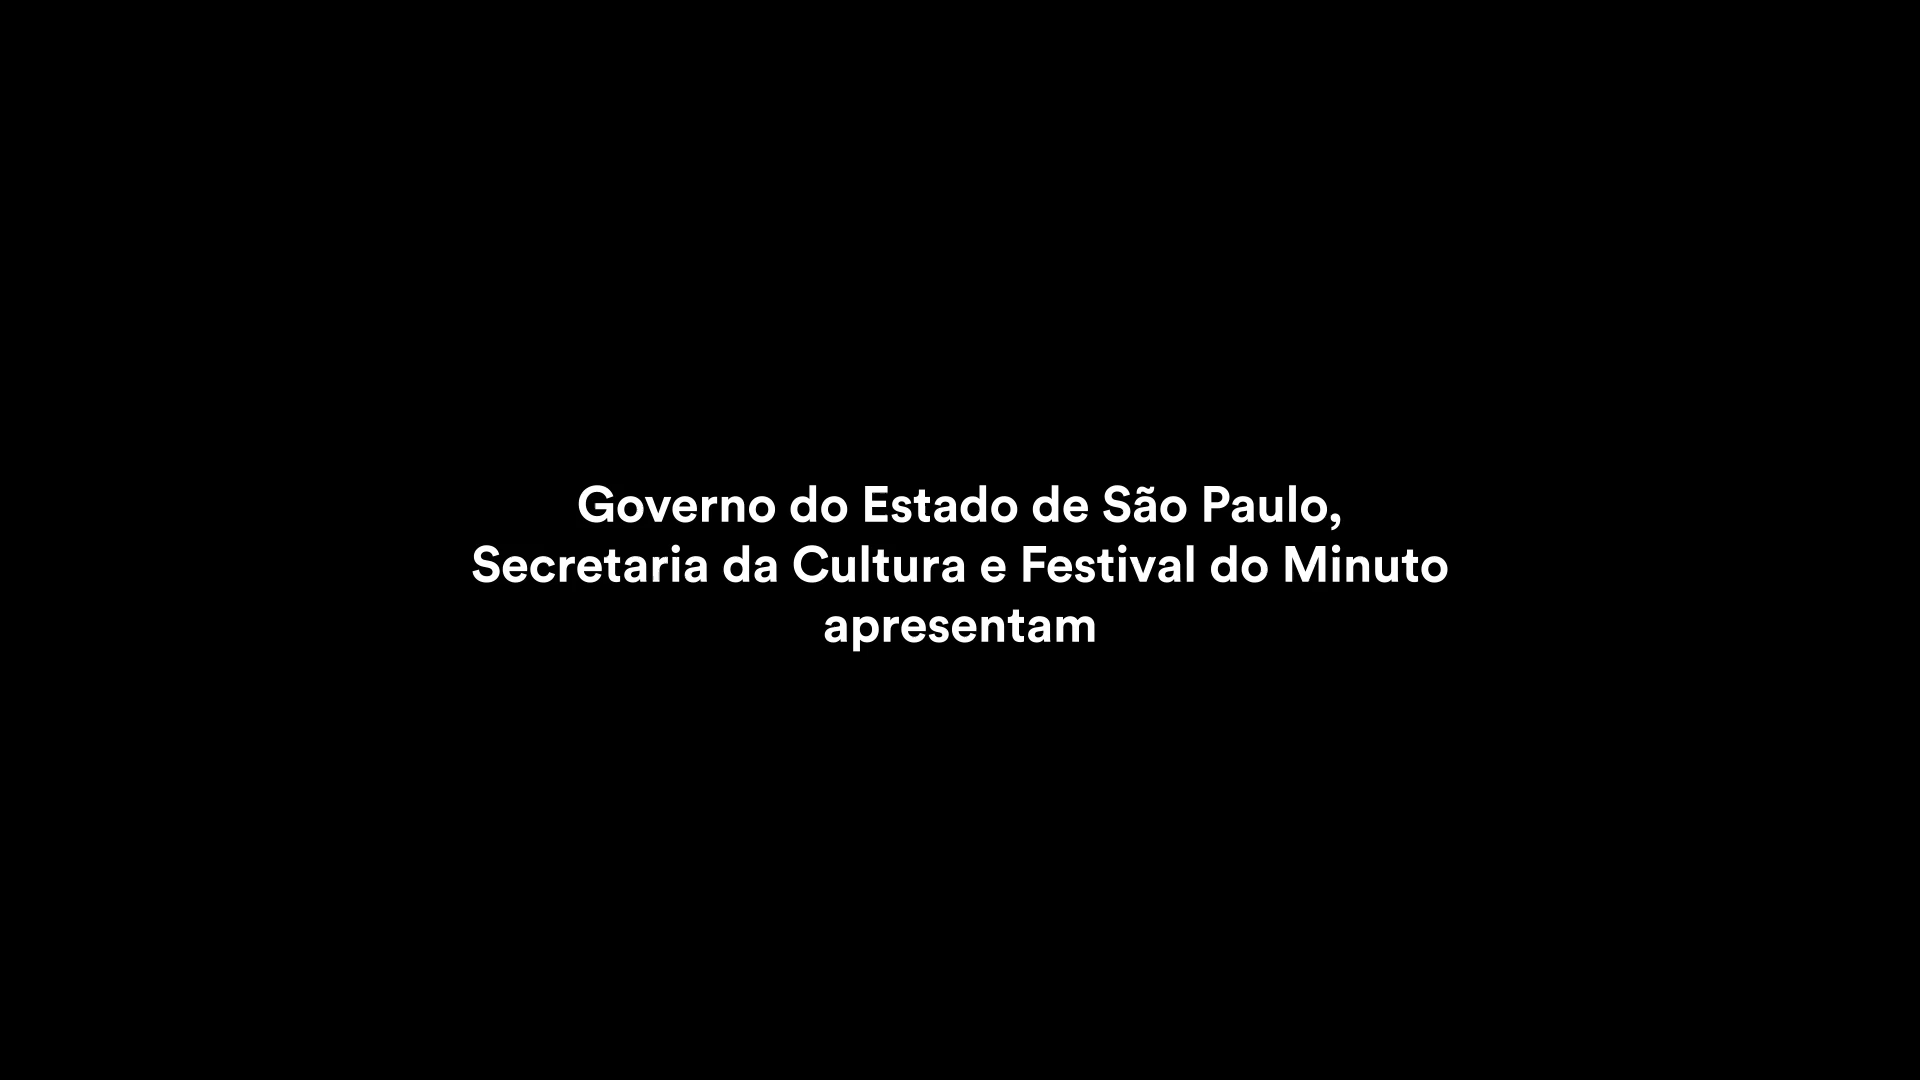 Governo do Estado de São Paulo,
Secretaria da Cultura e Festival do Minuto
apresentam